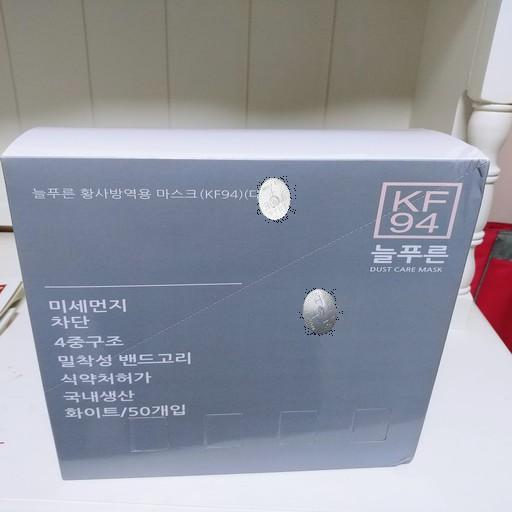 늘푸른 황사방역용 마스크(KF94)
KF
94
늘푸른
DUST CARE MASK
미세먼지
차단
4중구조
밀착성 밴드고리
식약처허가
국내생산
화이트/50개입